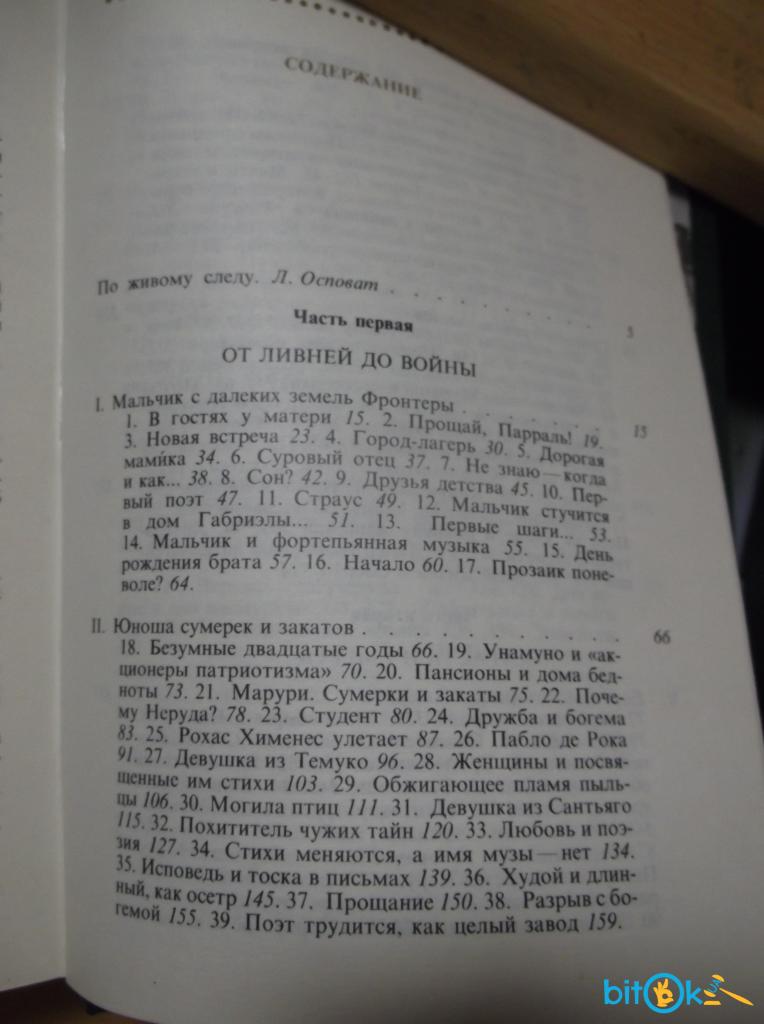 СОДЕРЖАНИЕ
По живому следу. Л. Осповат . . . . . . . . . . 5
Часть первая
ОТ ЛИВНЕЙ ДО ВОЙНЫ
I. Мальчик с далеких земель Фронтеры . . . . . . . . 15
1. В гостях у матери 15. 2. Прощай, Парраль! 19.
3. Новая встреча 23. 4. Город-лагерь 30. 5. Дорогая
мами́ка 34. 6. Суровый отец 37. 7. Не знаю — когда
и как... 38. 8. Сон? 42. 9. Друзья детства 45. 10. Пер-
вый поэт 47. 11. Страус 49. 12. Мальчик стучится
в дом Габриэлы... 51. 13. Первые шаги... 53.
14. Мальчик и фортепьянная музыка 55. 15. День
рождения брата 57. 16. Начало 60. 17. Прозаик поне-
воле? 64.
II. Юноша сумерек и закатов . . . . . . . . . . . . 66
18. Безумные двадцатые годы 66. 19. Унамуно и «ак-
ционеры патриотизма» 70. 20. Пансионы и дома бед-
ноты 73. 21. Марури. Сумерки и закаты 75. 22. Поче-
му Неруда? 78. 23. Студент 80. 24. Дружба и богема
83. 25. Рохас Хименес улетает 87. 26. Пабло де Рока
91. 27. Девушка из Темуко 96. 28. Женщины и посвя-
щенные им стихи 103. 29. Обжигающее пламя пыль-
цы 106. 30. Могила птиц 111. 31. Девушка из Сантьяго
115. 32. Похититель чужих тайн 120. 33. Любовь и поэ-
зия 127. 34. Стихи меняются, а имя музы — нет 134.
35. Исповедь и тоска в письмах 139. 36. Худой и длин-
ный, как осетр 145. 37. Прощание 150. 38. Разрыв с бо-
гемой 155. 39. Поэт трудится, как целый завод 159.
bitok UA